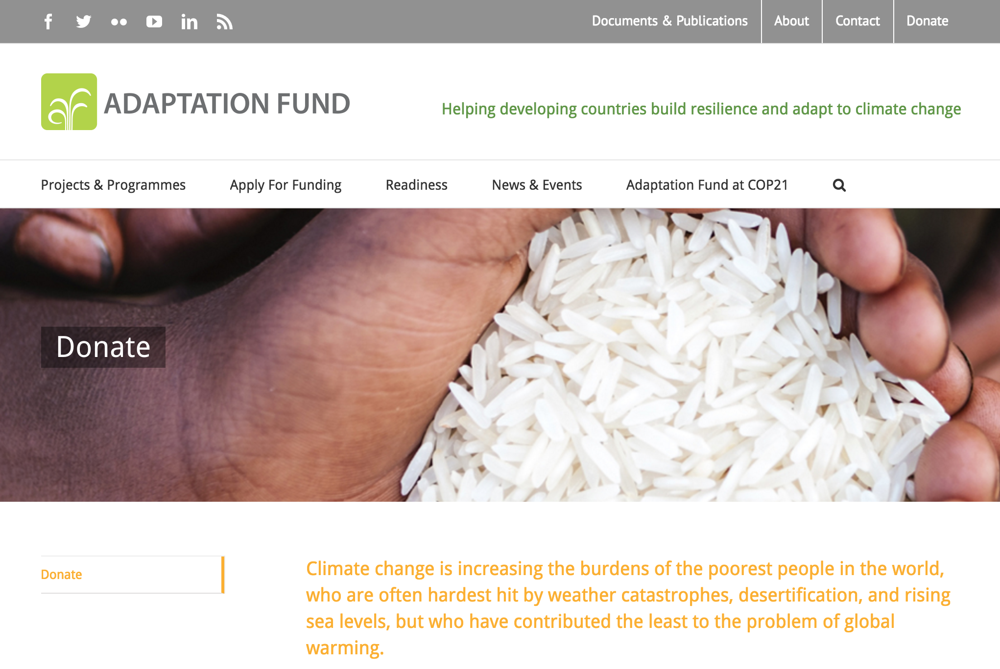 Documents & Publications
About
Contact
Donate
ADAPTATION FUND
Helping developing countries build resilience and adapt to climate change
Projects & Programmes
Apply For Funding
Readiness
News & Events
Adaptation Fund at COP21
Donate
Donate
Climate change is increasing the burdens of the poorest people in the world,
who are often hardest hit by weather catastrophes, desertification, and rising
sea levels, but who have contributed the least to the problem of global
warming.